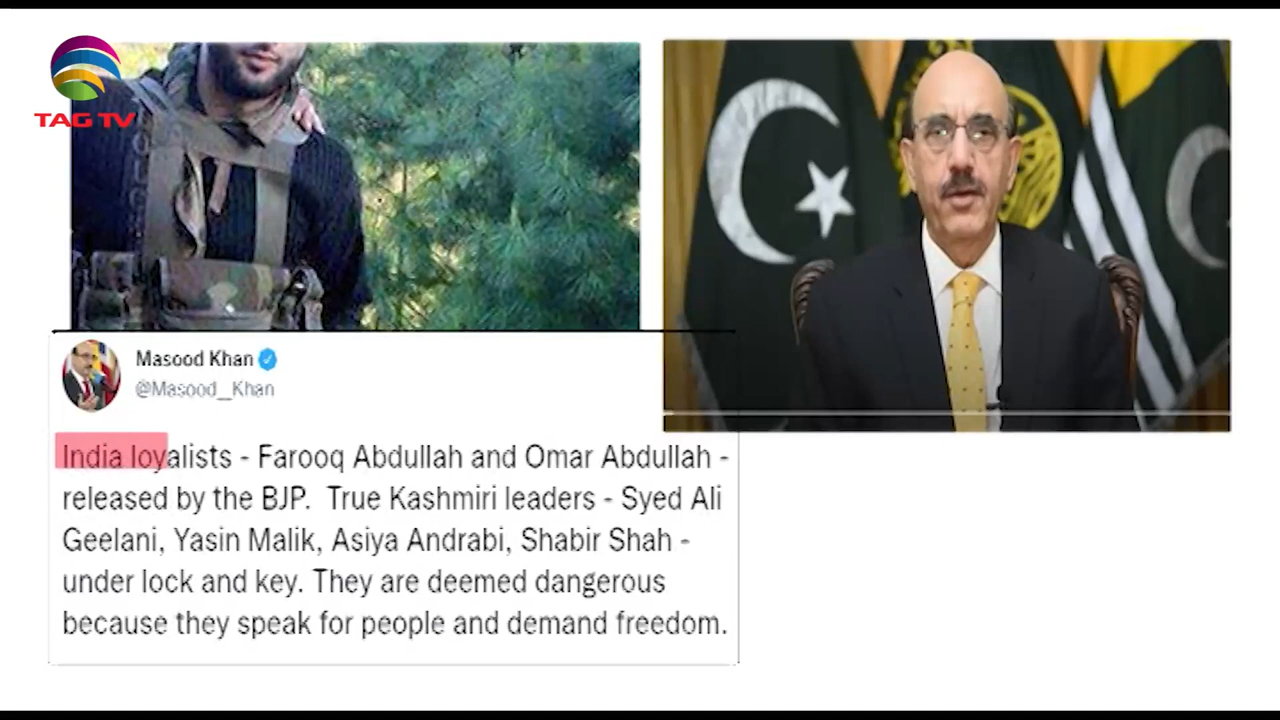 TAG TV
Masood Khan
@Masood__Khan
India loyalists - Farooq Abdullah and Omar Abdullah -
released by the BJP. True Kashmiri leaders - Syed Ali
Geelani, Yasin Malik, Asiya Andrabi, Shabir Shah -
under lock and key. They are deemed dangerous
because they speak for people and demand freedom.